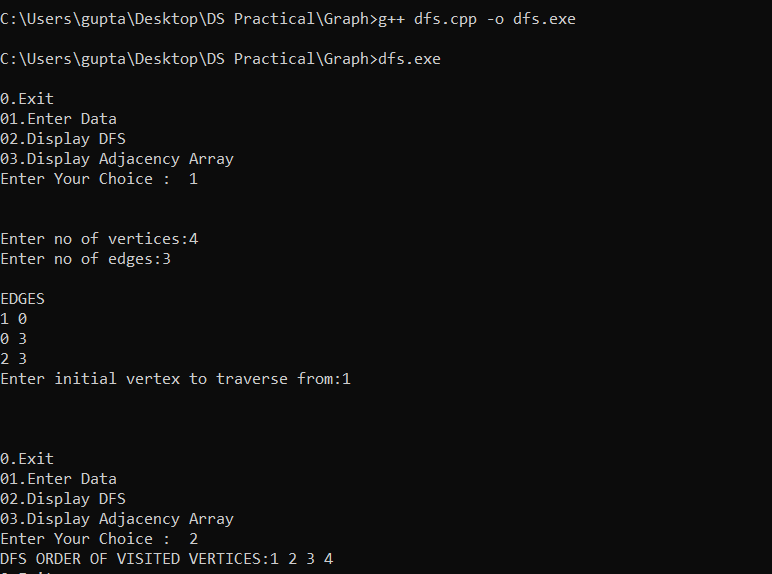 C:\Users\gupta\Desktop\DS Practical\Graph>g++ dfs.cpp -o dfs.exe
C:\Users\gupta\Desktop\DS Practical\Graph>dfs.exe
0.Exit
01.Enter Data
02.Display DFS
03.Display Adjacency Array
Enter Your Choice :  1
Enter no of vertices:4
Enter no of edges:3
EDGES
1 0
0 3
2 3
Enter initial vertex to traverse from:1
0.Exit
01.Enter Data
02.Display DFS
03.Display Adjacency Array
Enter Your Choice :  2
DFS ORDER OF VISITED VERTICES:1 2 3 4